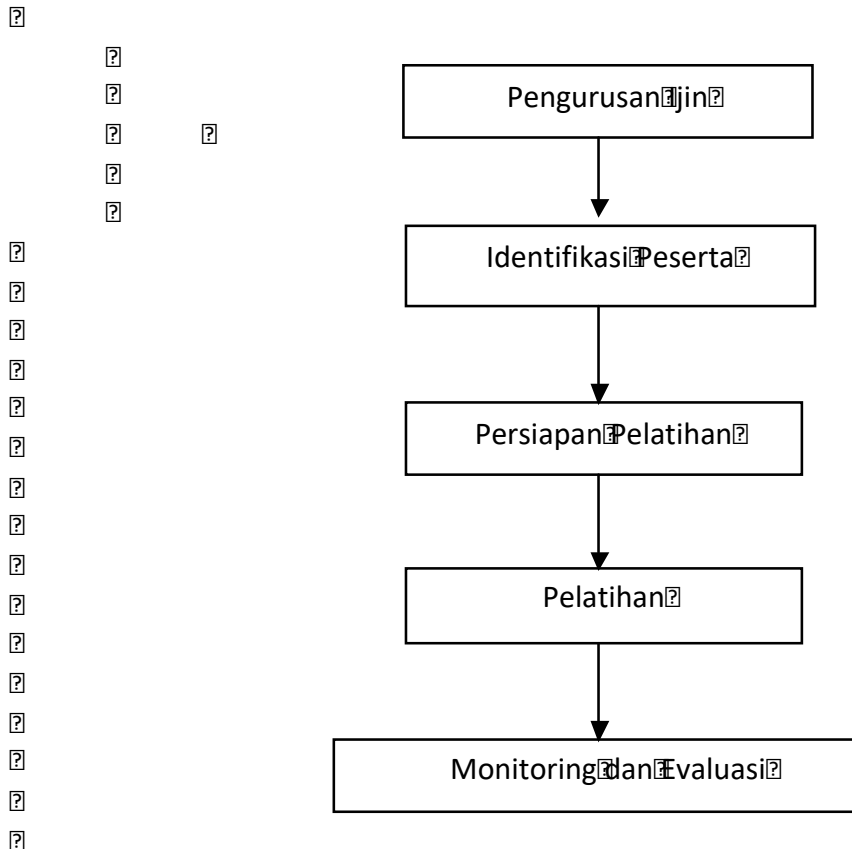 Pengurusan Ijin
Identifikasi Peserta
Persiapan Pelatihan
Pelatihan
Monitoring dan Evaluasi